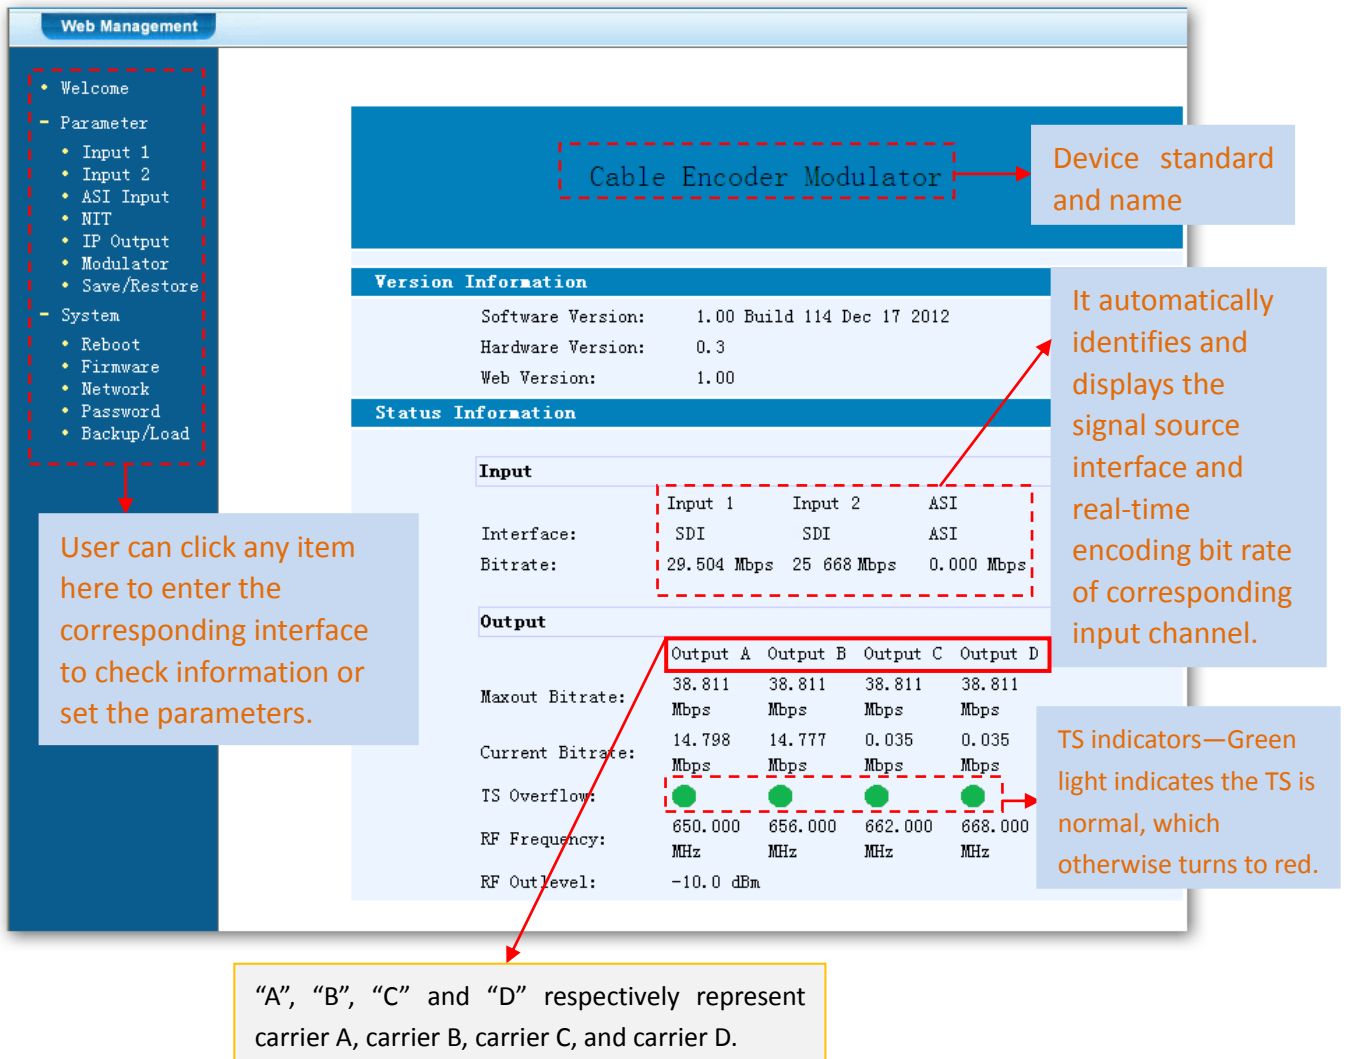 Web Management
Welcome
Parameter
Input 1
Input 2
ASI Input
NIT
IP Output
Modulator
Save/Restore
System
Reboot
Firmware
Network
Password
Backup/Load
User can click any item
here to enter the
corresponding interface
to check information or
set the parameters.
Cable Encoder Modulator
Device standard
and name
Version Information
Software Version: 1.00 Build 114 Dec 17 2012
Hardware Version: 0.3
Web Version: 1.00
It automatically
identifies and
displays the
signal source
interface and
real-time
encoding bit rate
of corresponding
input channel.
Status Information
Input
Input 1 Input 2 ASI
Interface: SDI SDI ASI
Bitrate: 29.504 Mbps 25 668 Mbps 0.000 Mbps
Output
Output A Output B Output C Output D
Maxout Bitrate: 38.811 Mbps 38.811 Mbps 38.811 Mbps 38.811 Mbps
Current Bitrate: 14.798 Mbps 14.777 Mbps 0.035 Mbps 0.035 Mbps
TS Overflow:
RF Frequency: 650.000 MHz 656.000 MHz 662.000 MHz 668.000 MHz
RF Outlevel: -10.0 dBm
TS indicators—Green
light indicates the TS is
normal, which
otherwise turns to red.
“A”, “B”, “C” and “D” respectively represent
carrier A, carrier B, carrier C, and carrier D.